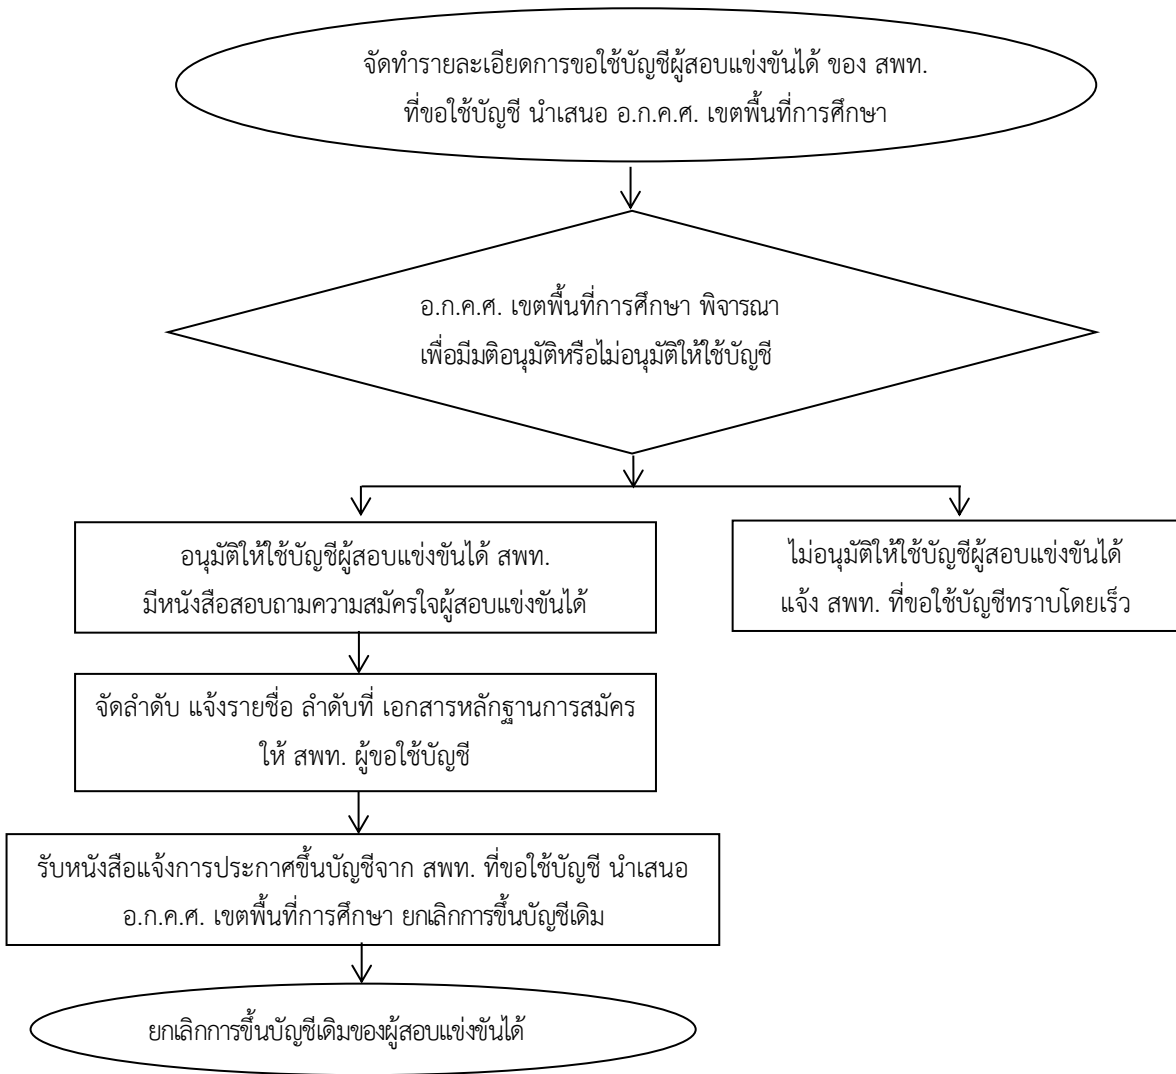 จัดทำรายละเอียดการขอใช้บัญชีผู้สอบแข่งขันได้ ของ สพท.
ที่ขอใช้บัญชี นำเสนอ อ.ก.ค.ศ. เขตพื้นที่การศึกษา
อ.ก.ค.ศ. เขตพื้นที่การศึกษา พิจารณา
เพื่อมีมติอนุมัติหรือไม่อนุมัติให้ใช้บัญชี
อนุมัติให้ใช้บัญชีผู้สอบแข่งขันได้ สพท.
มีหนังสือสอบถามความสมัครใจผู้สอบแข่งขันได้
ไม่อนุมัติให้ใช้บัญชีผู้สอบแข่งขันได้
แจ้ง สพท. ที่ขอใช้บัญชีทราบโดยเร็ว
จัดลำดับ แจ้งรายชื่อ ลำดับที่ เอกสารหลักฐานการสมัคร
ให้ สพท. ผู้ขอใช้บัญชี
รับหนังสือแจ้งการประกาศขึ้นบัญชีจาก สพท. ที่ขอใช้บัญชี นำเสนอ
อ.ก.ค.ศ. เขตพื้นที่การศึกษา ยกเลิกการขึ้นบัญชีเดิม
ยกเลิกการขึ้นบัญชีเดิมของผู้สอบแข่งขันได้